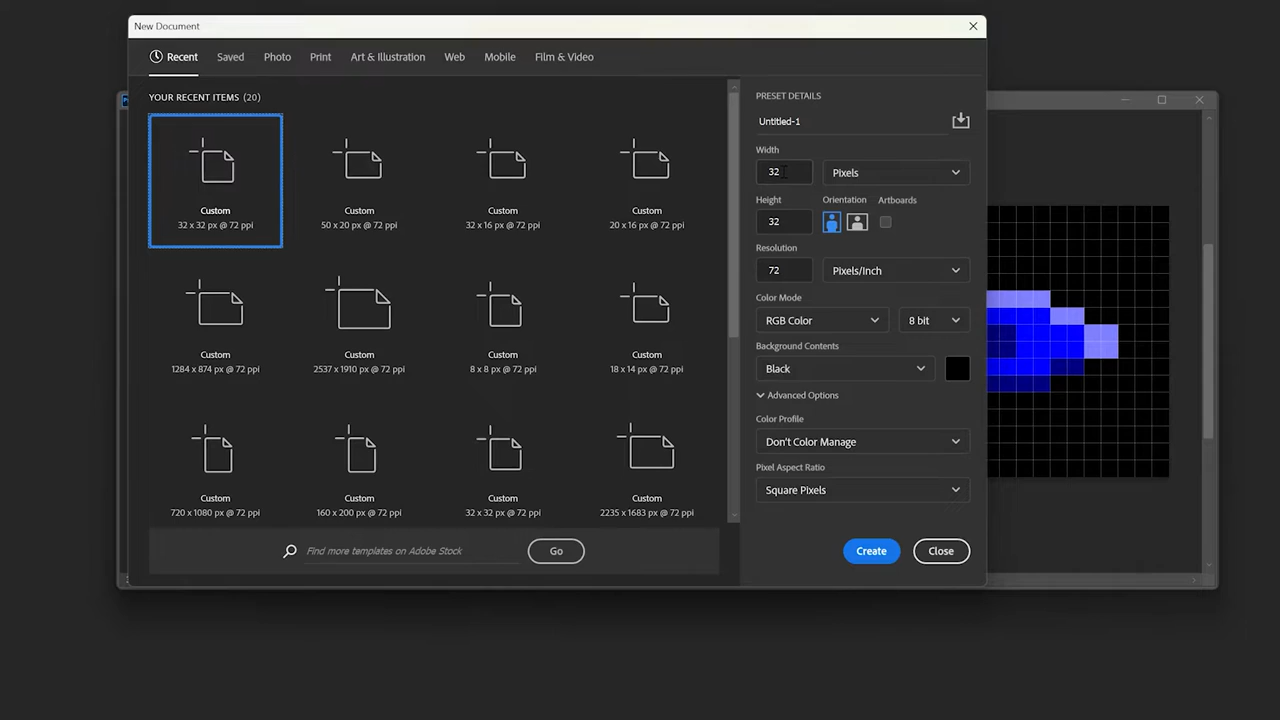 New Document
Recent Saved Photo Print Art & Illustration Web Mobile Film & Video
YOUR RECENT ITEMS (20)
Custom
32 x 32 px @ 72 ppi
Custom
50 x 20 px @ 72 ppi
Custom
32 x 16 px @ 72 ppi
Custom
20 x 16 px @ 72 ppi
Custom
1284 x 874 px @ 72 ppi
Custom
2537 x 1910 px @ 72 ppi
Custom
8 x 8 px @ 72 ppi
Custom
18 x 14 px @ 72 ppi
Custom
720 x 1080 px @ 72 ppi
Custom
160 x 200 px @ 72 ppi
Custom
32 x 32 px @ 72 ppi
Custom
2235 x 1683 px @ 72 ppi
Find more templates on Adobe Stock
Go
PRESET DETAILS
Untitled-1
Width
32 Pixels
Height Orientation Artboards
32
Resolution
72 Pixels/Inch
Color Mode
RGB Color 8 bit
Background Contents
Black
Advanced Options
Color Profile
Don't Color Manage
Pixel Aspect Ratio
Square Pixels
Create Close